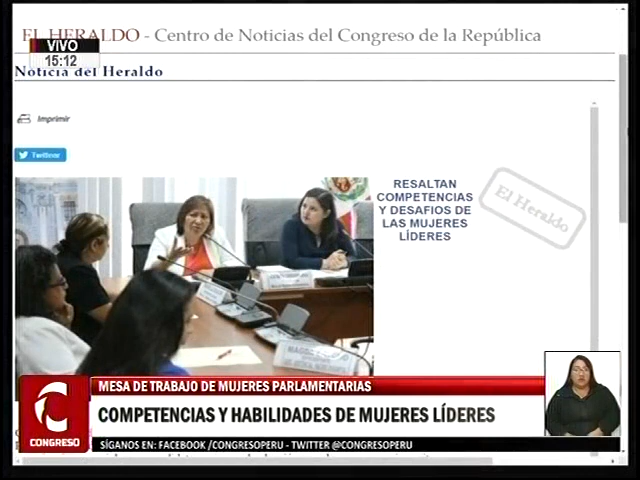 EL HERALDO - Centro de Noticias del Congreso de la República
VIVO
15:12
Noticia del Heraldo
Imprimir
Twittear
RESALTAN
COMPETENCIAS
Y DESAFIOS DE
LAS MUJERES
LÍDERES
El Heraldo
MESA DE TRABAJO DE MUJERES PARLAMENTARIAS
COMPETENCIAS Y HABILIDADES DE MUJERES LÍDERES
CONGRESO
SÍGANOS EN: FACEBOOK /CONGRESOPERU - TWITTER @CONGRESOPERU